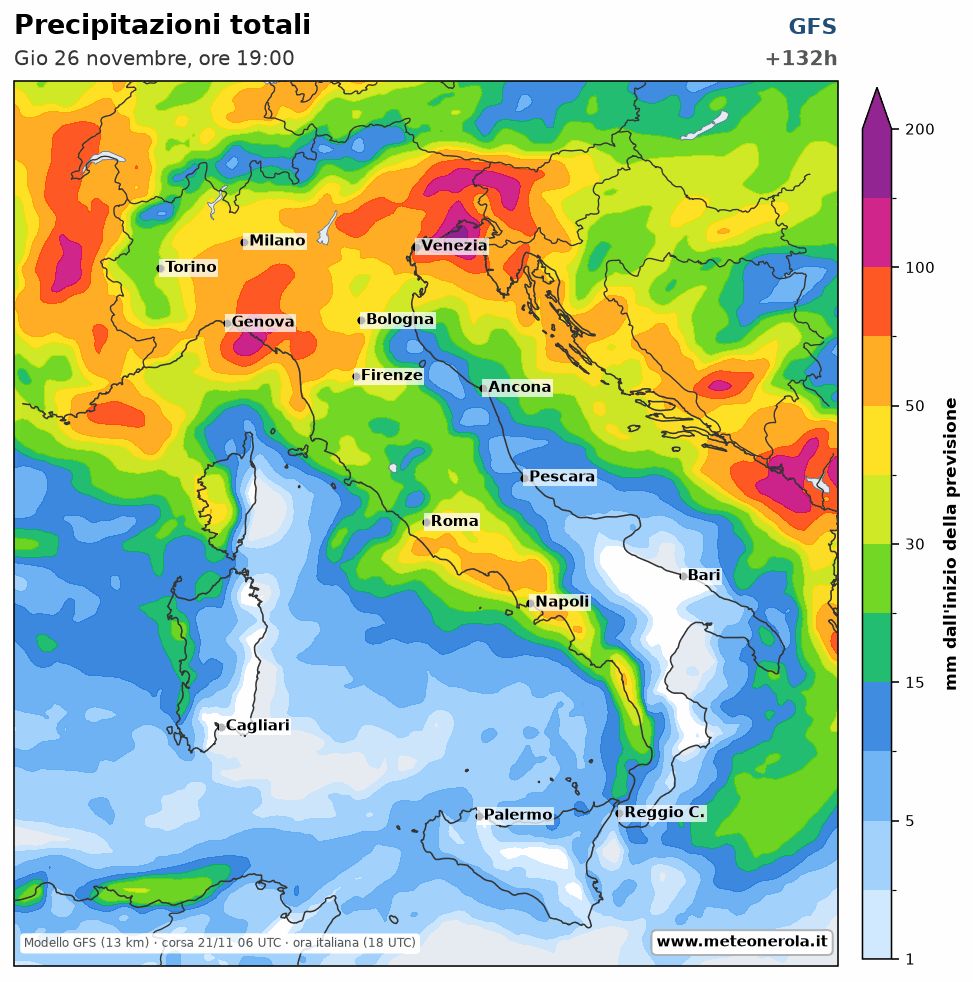 Precipitazioni totali
GFS
Gio 26 novembre, ore 19:00
+132h
200
100
50
30
15
5
1
mm dall'inizio della previsione
Milano
Venezia
Torino
Genova
Bologna
Firenze
Ancona
Pescara
Roma
Bari
Napoli
Cagliari
Palermo
Reggio C.
Modello GFS (13 km) · corsa 21/11 06 UTC · ora italiana (18 UTC)
www.meteonerola.it